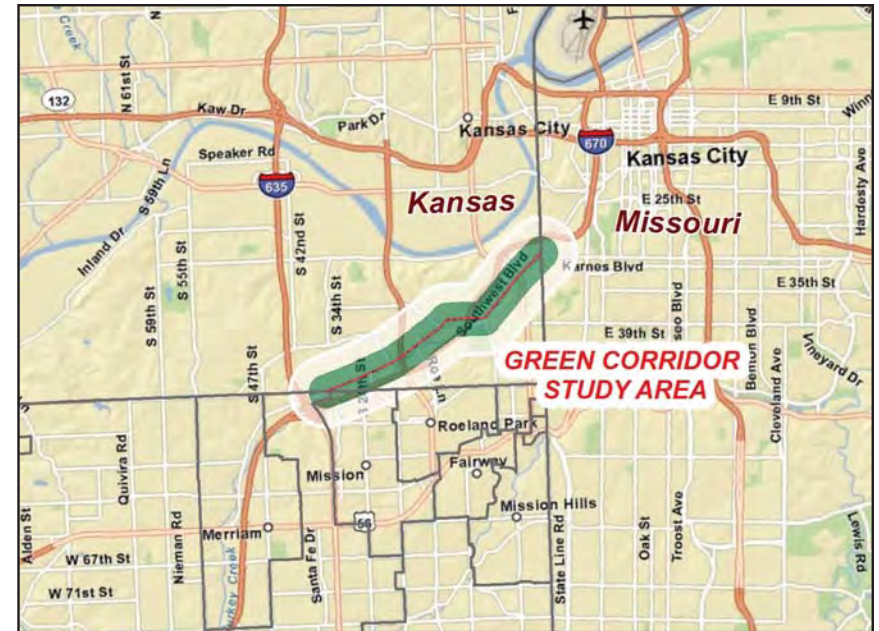 Creek
N 61st St
132
Kaw Dr
Park Dr
Kansas City
E 9th St
670
Speaker Rd
S 59th Ln
635
Kansas City
Hardesty Ave
Kansas
E 25th St
Missouri
Inland Dr
S 55th St
S 42nd St
Southwest Blvd
Karnes Blvd
E 35th St
S 59th St
S 34th St
E 39th St
Benton Blvd
Vineyard Dr
GREEN CORRIDOR
STUDY AREA
S 47th St
Cleveland Ave
Roeland Park
Quivira Rd
Mission
Fairway
Mission Hills
56
Alden St
Nieman Rd
Merriam
Santa Fe Dr
State Line Rd
Oak St
Troost Ave
Lewis Rd
W 67th St
W 71st St